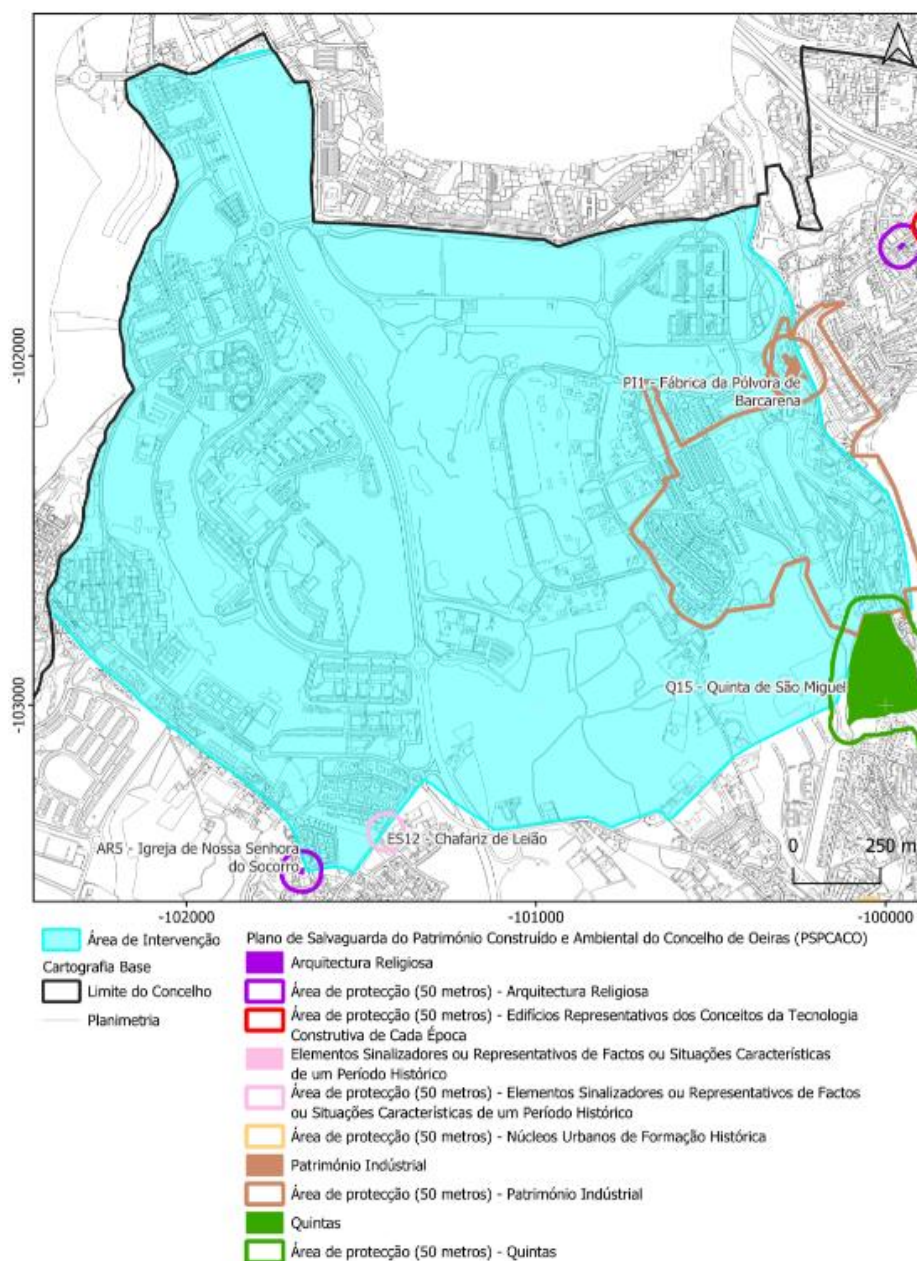 -102000
-103000
PI1 - Fábrica da Pólvora de
Barcarena
Q15 - Quinta de São Miguel
ES12 - Chafariz de Leião
AR5 - Igreja de Nossa Senhora
do Socorro
0
250 m
-102000
-101000
-100000
Área de Intervenção
Cartografia Base
Limite do Concelho
Planimetria
Plano de Salvaguarda do Património Construído e Ambiental do Concelho de Oeiras (PSPCACO)
Arquitectura Religiosa
Área de protecção (50 metros) - Arquitectura Religiosa
Área de protecção (50 metros) - Edifícios Representativos dos Conceitos da Tecnologia
Construtiva de Cada Época
Elementos Sinalizadores ou Representativos de Factos ou Situações Características
de um Período Histórico
Área de protecção (50 metros) - Elementos Sinalizadores ou Representativos de Factos
ou Situações Características de um Período Histórico
Área de protecção (50 metros) - Núcleos Urbanos de Formação Histórica
Património Indústrial
Área de protecção (50 metros) - Património Indústrial
Quintas
Área de protecção (50 metros) - Quintas